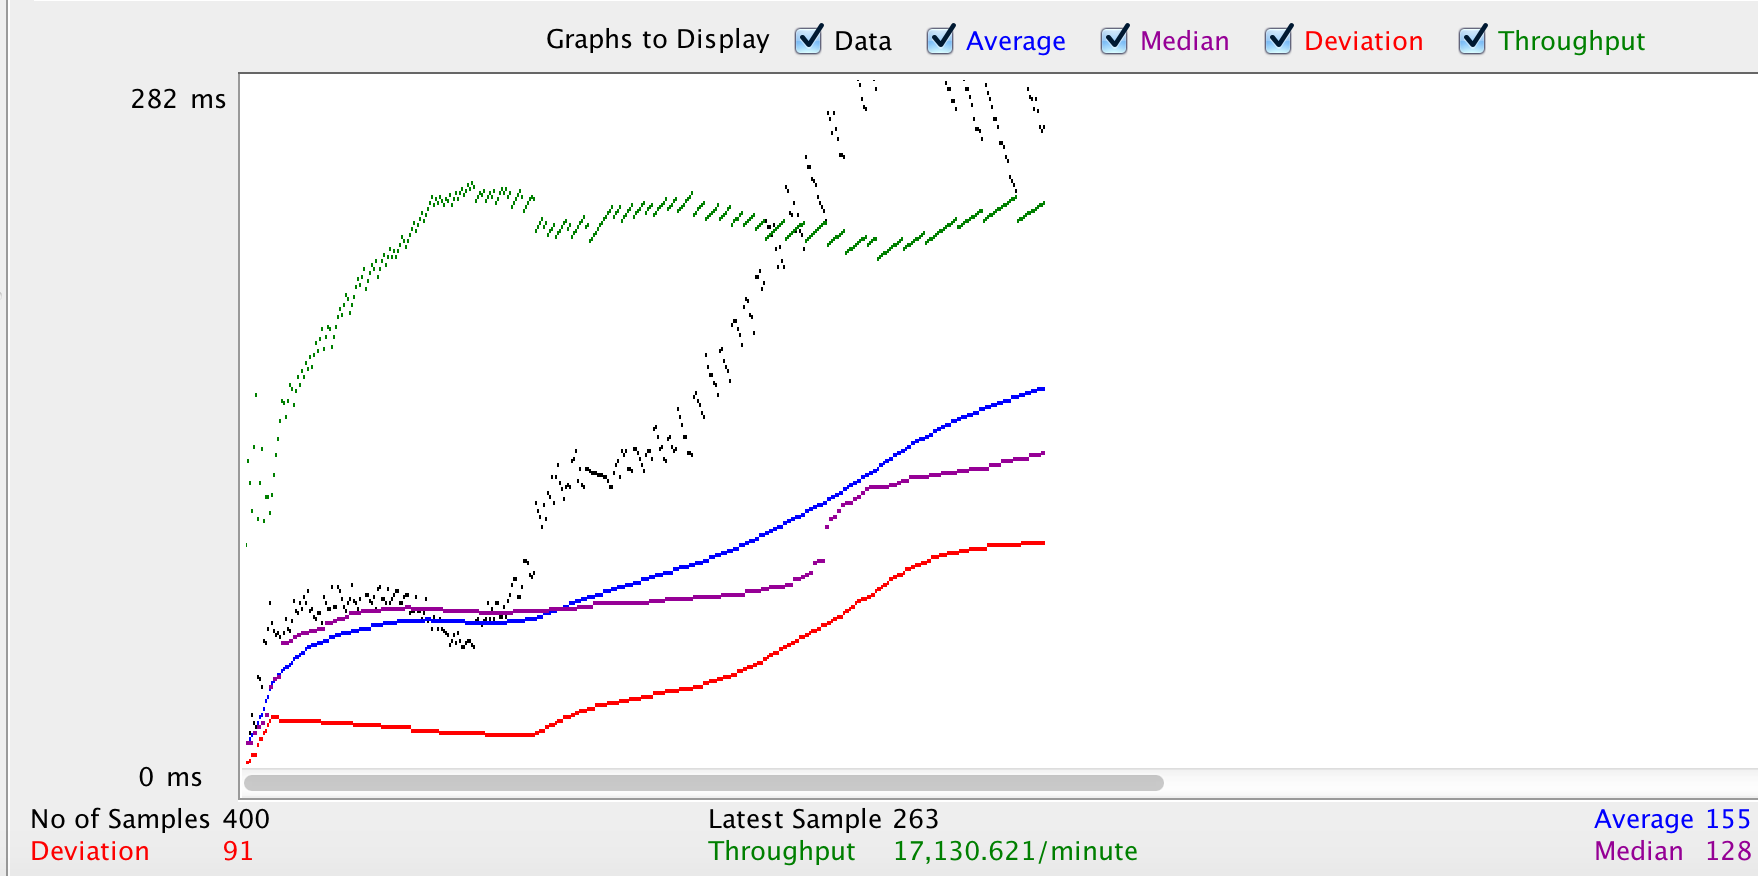 Graphs to Display Data Average Median Deviation Throughput
282 ms
0 ms
No of Samples 400 Latest Sample 263 Average 155
Deviation 91 Throughput 17,130.621/minute Median 128